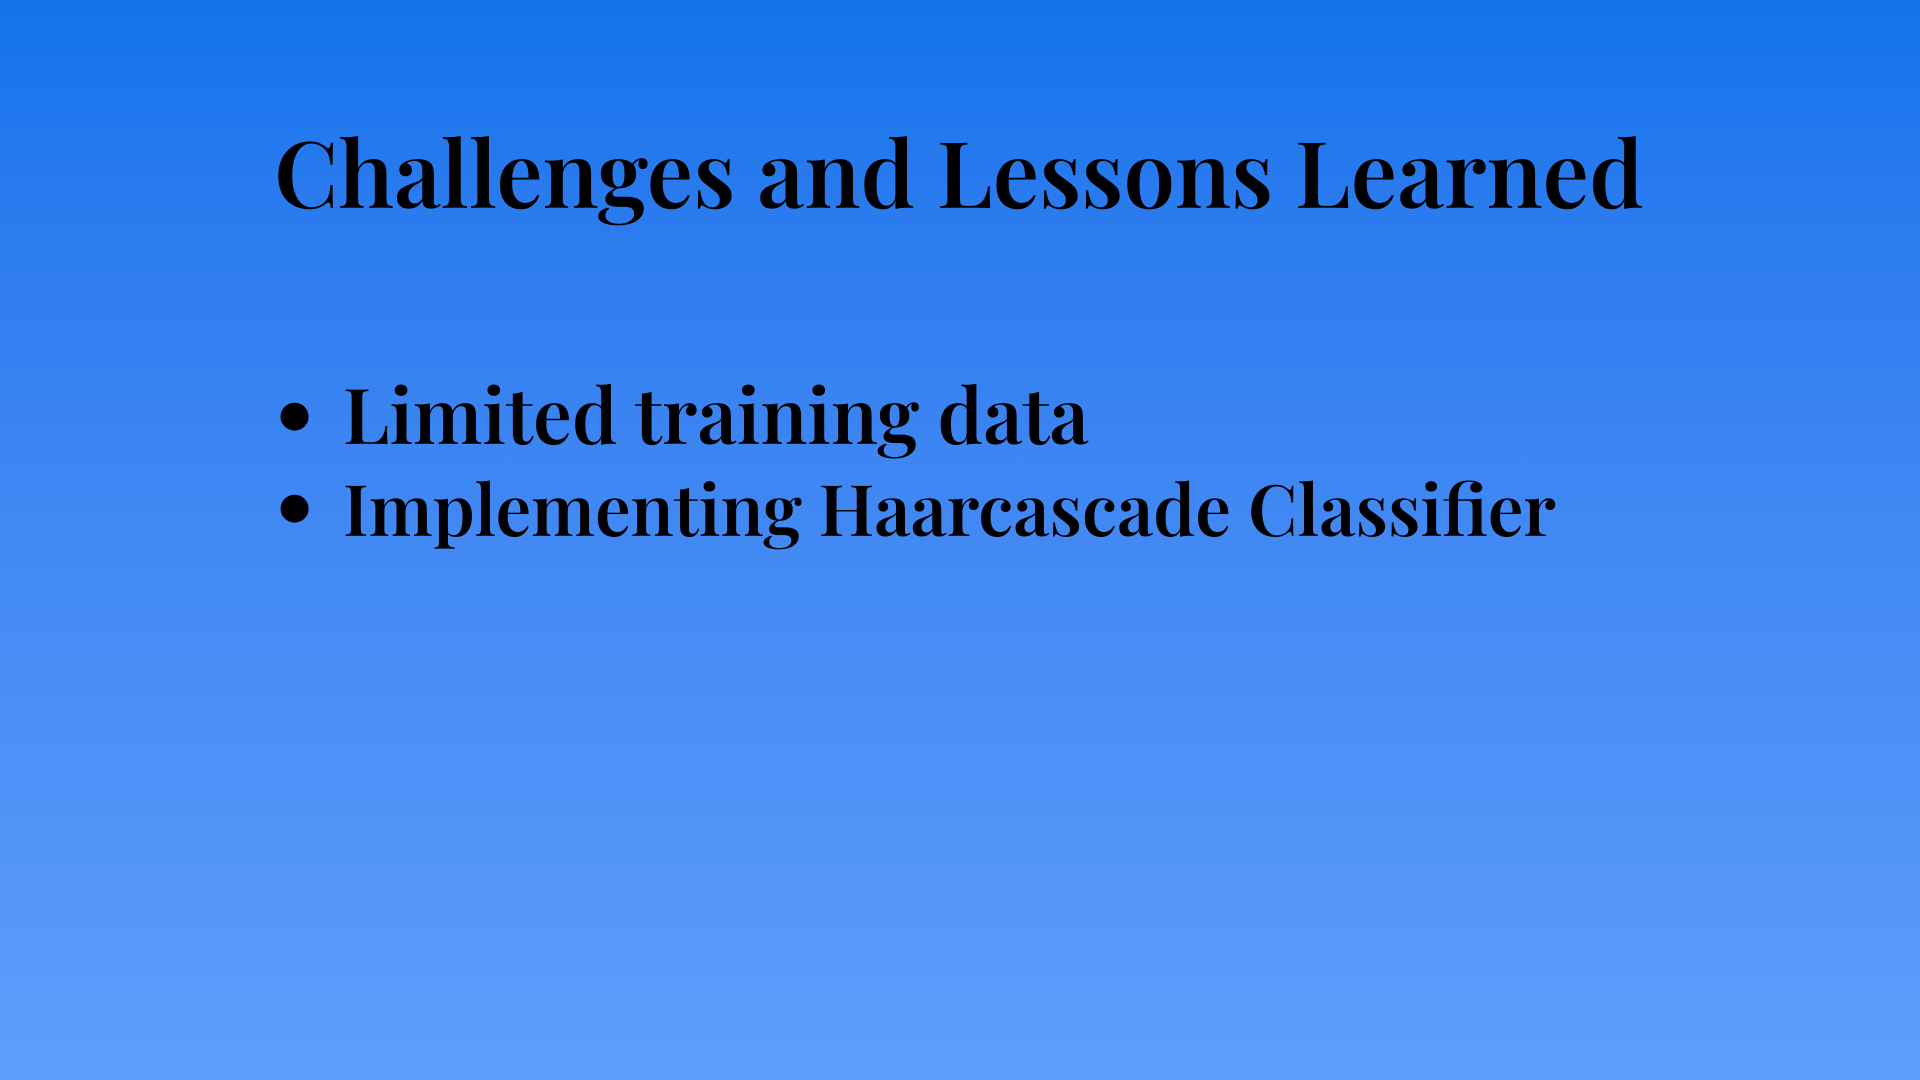 Challenges and Lessons Learned
• Limited training data
• Implementing Haarcascade Classifier